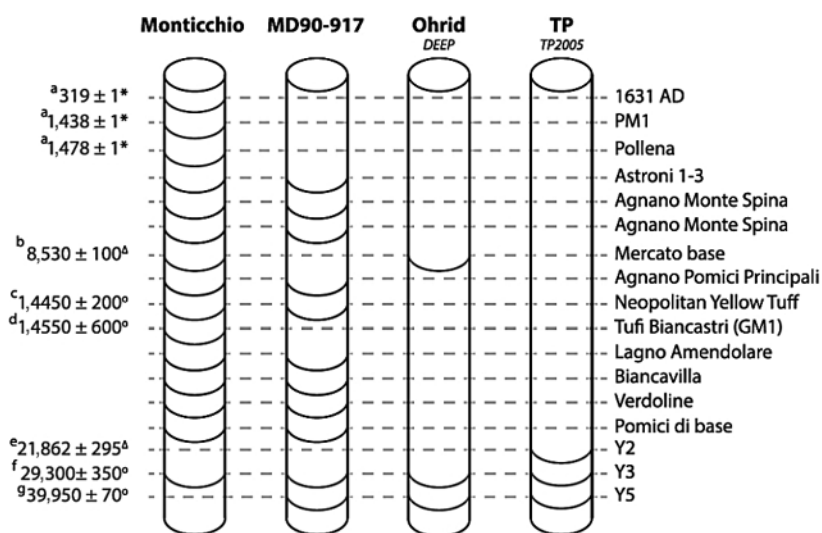 Monticchio MD90-917 Ohrid TP
DEEP TP2005
a319 ± 1* 1631 AD
a1,438 ± 1* PM1
a1,478 ± 1* Pollena
Astroni 1-3
Agnano Monte Spina
Agnano Monte Spina
b8,530 ± 100Δ Mercato base
Agnano Pomici Principali
c1,4450 ± 200º Neopolitan Yellow Tuff
d1,4550 ± 600º Tufi Biancastri (GM1)
Lagno Amendolare
Biancavilla
Verdoline
Pomici di base
e21,862 ± 295Δ Y2
f29,300± 350º Y3
g39,950 ± 70º Y5